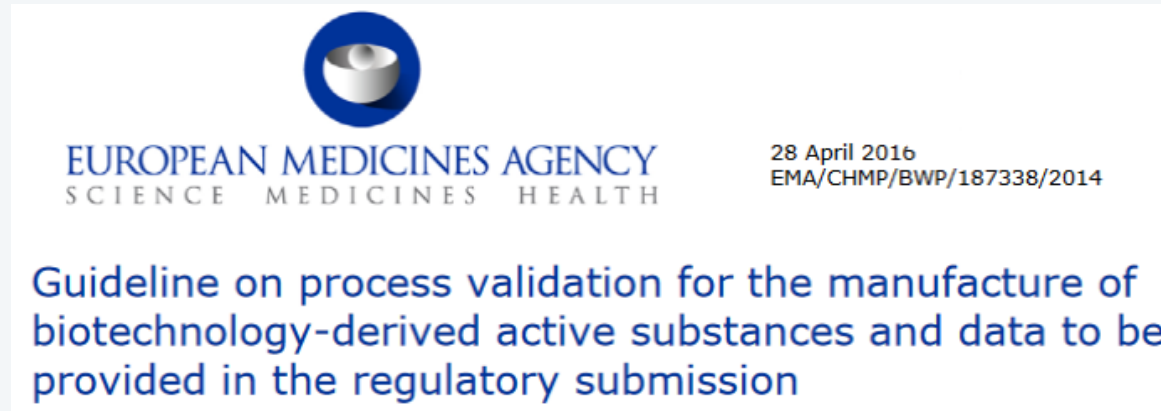 EUROPEAN MEDICINES AGENCY
SCIENCE MEDICINES HEALTH
28 April 2016
EMA/CHMP/BWP/187338/2014
Guideline on process validation for the manufacture of
biotechnology-derived active substances and data to be
provided in the regulatory submission